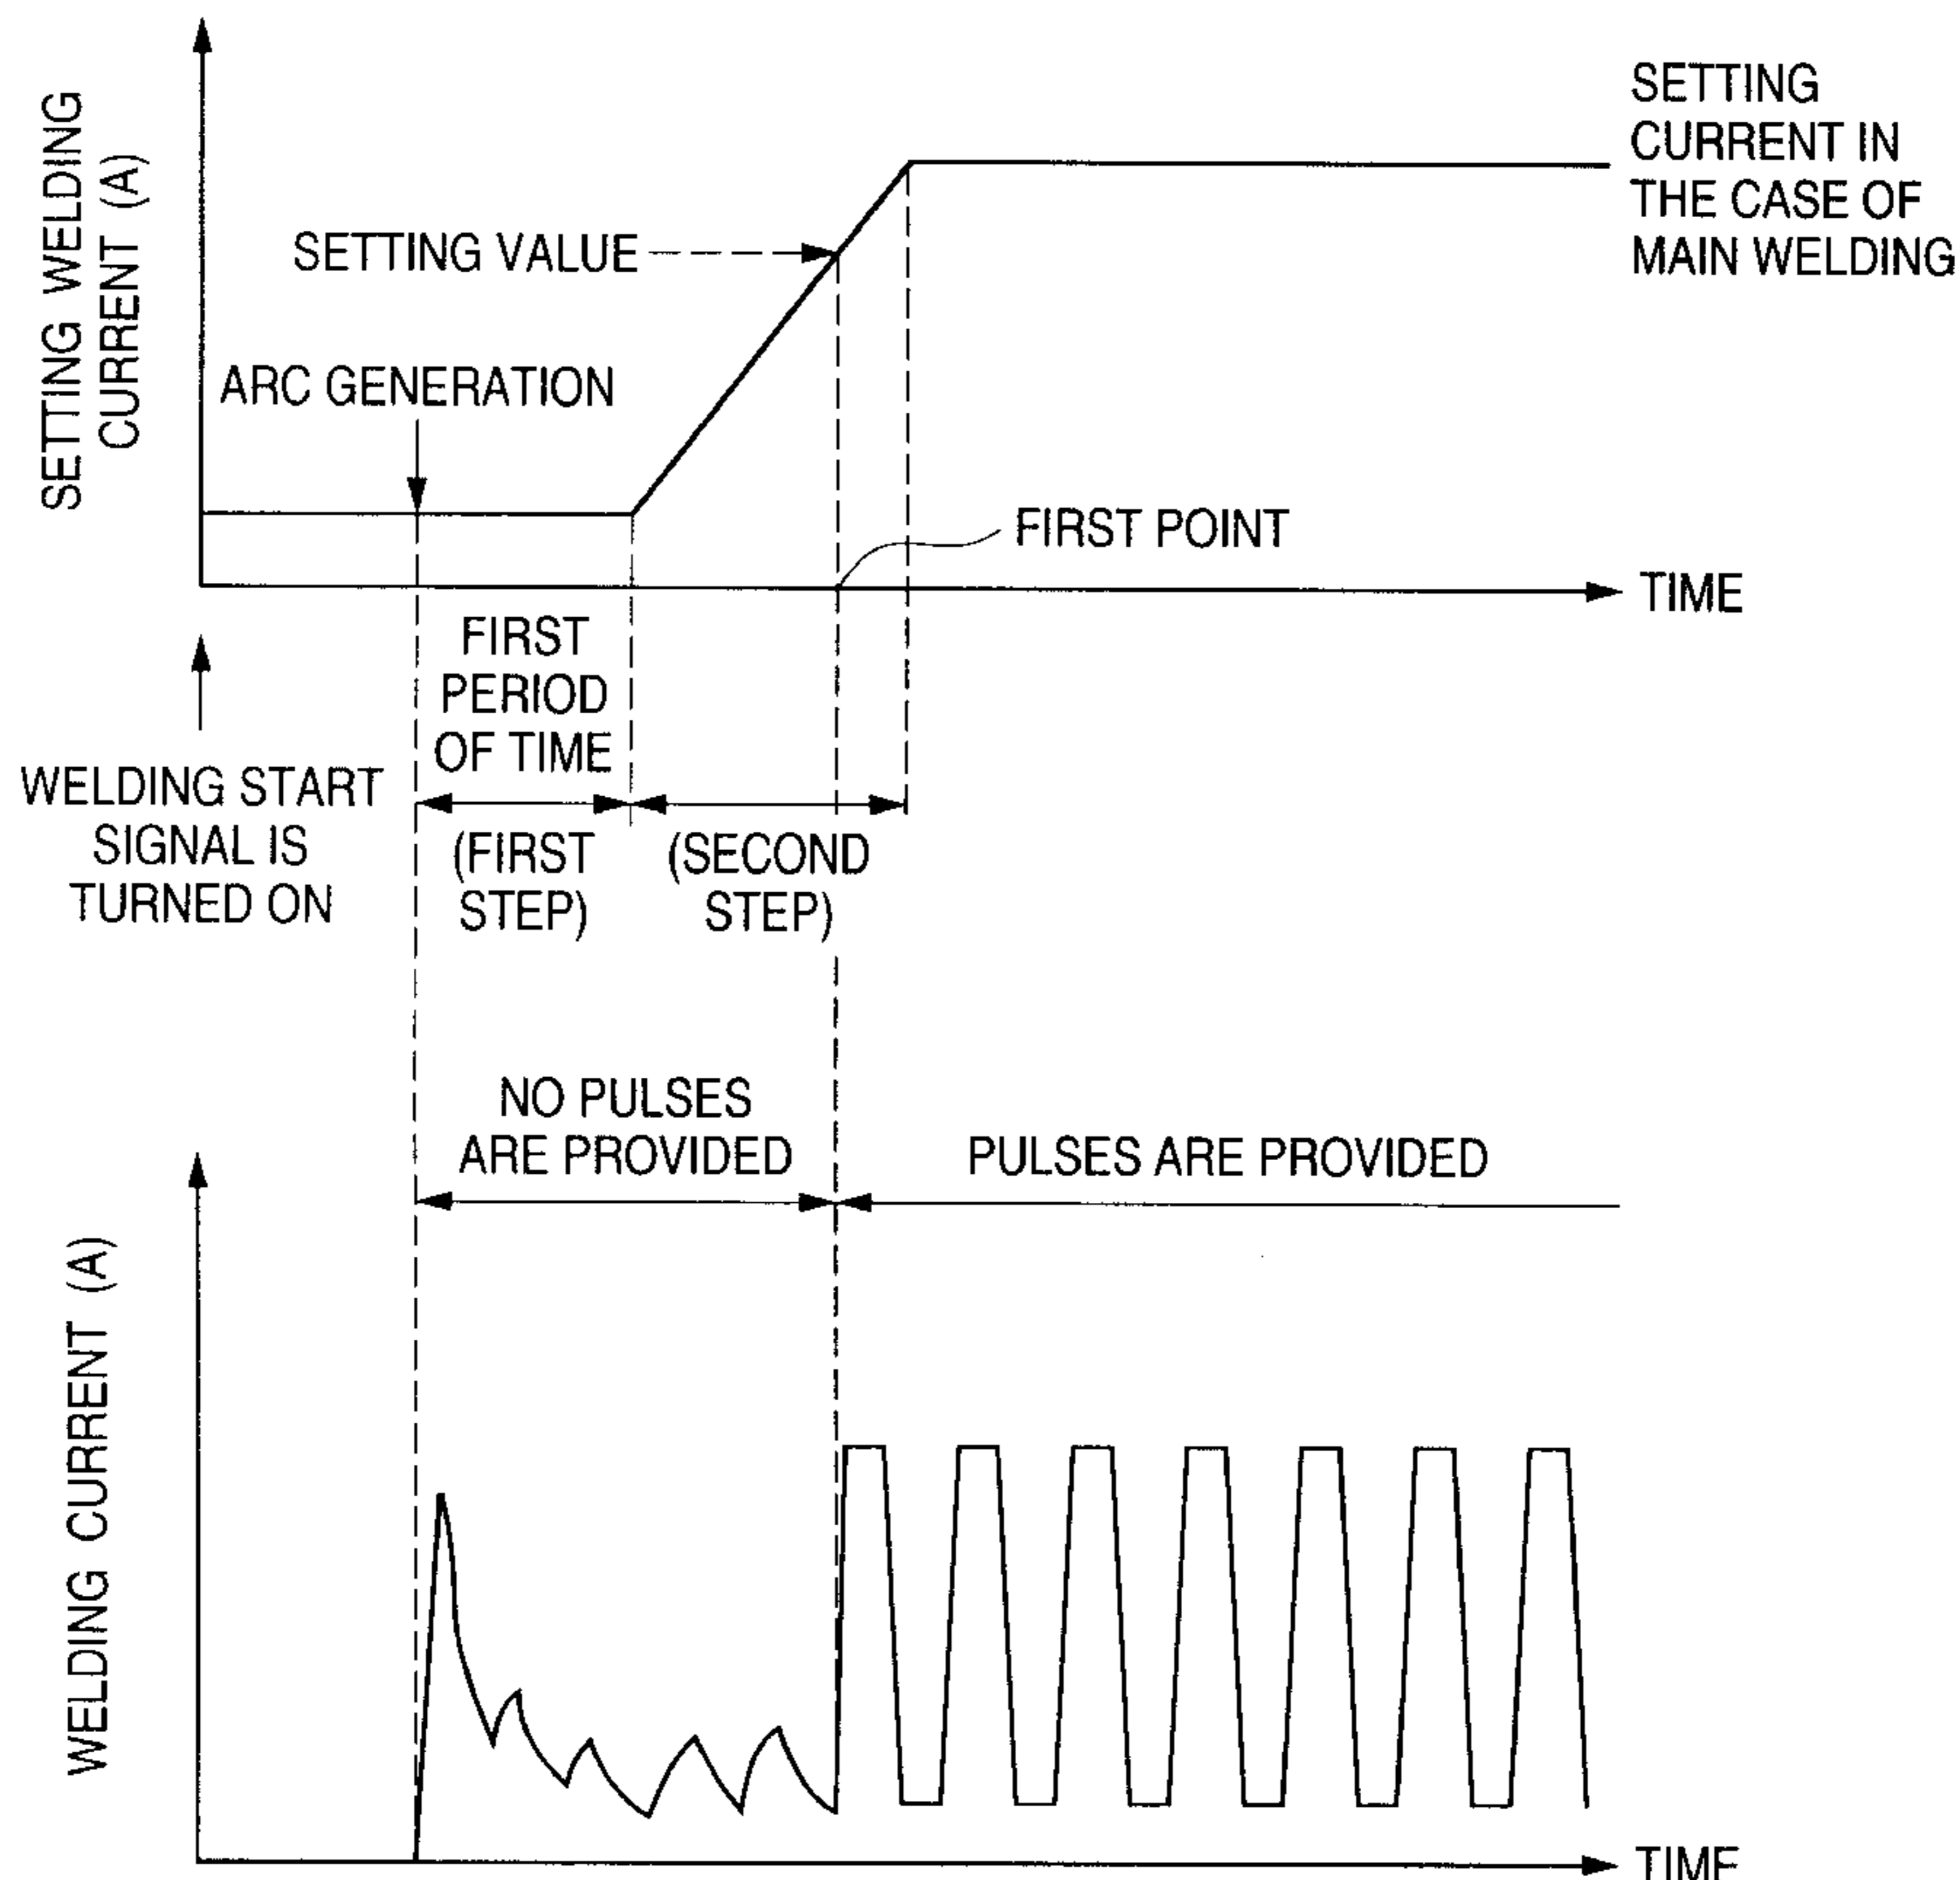 SETTING WELDING
CURRENT (A)
SETTING
CURRENT IN
THE CASE OF
MAIN WELDING
SETTING VALUE
ARC GENERATION
FIRST POINT
TIME
FIRST
PERIOD
OF TIME
WELDING START
SIGNAL IS
TURNED ON
(FIRST
STEP)
(SECOND
STEP)
NO PULSES
ARE PROVIDED
PULSES ARE PROVIDED
WELDING CURRENT (A)
TIME